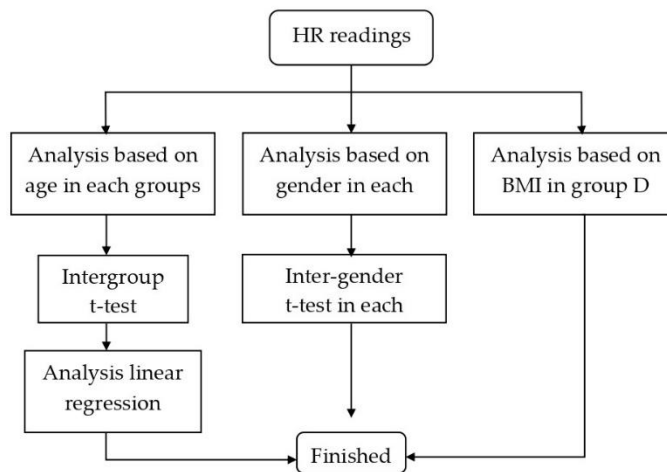 HR readings
Analysis based on
age in each groups
Analysis based on
gender in each
Analysis based on
BMI in group D
Intergroup
t-test
Inter-gender
t-test in each
Analysis linear
regression
Finished